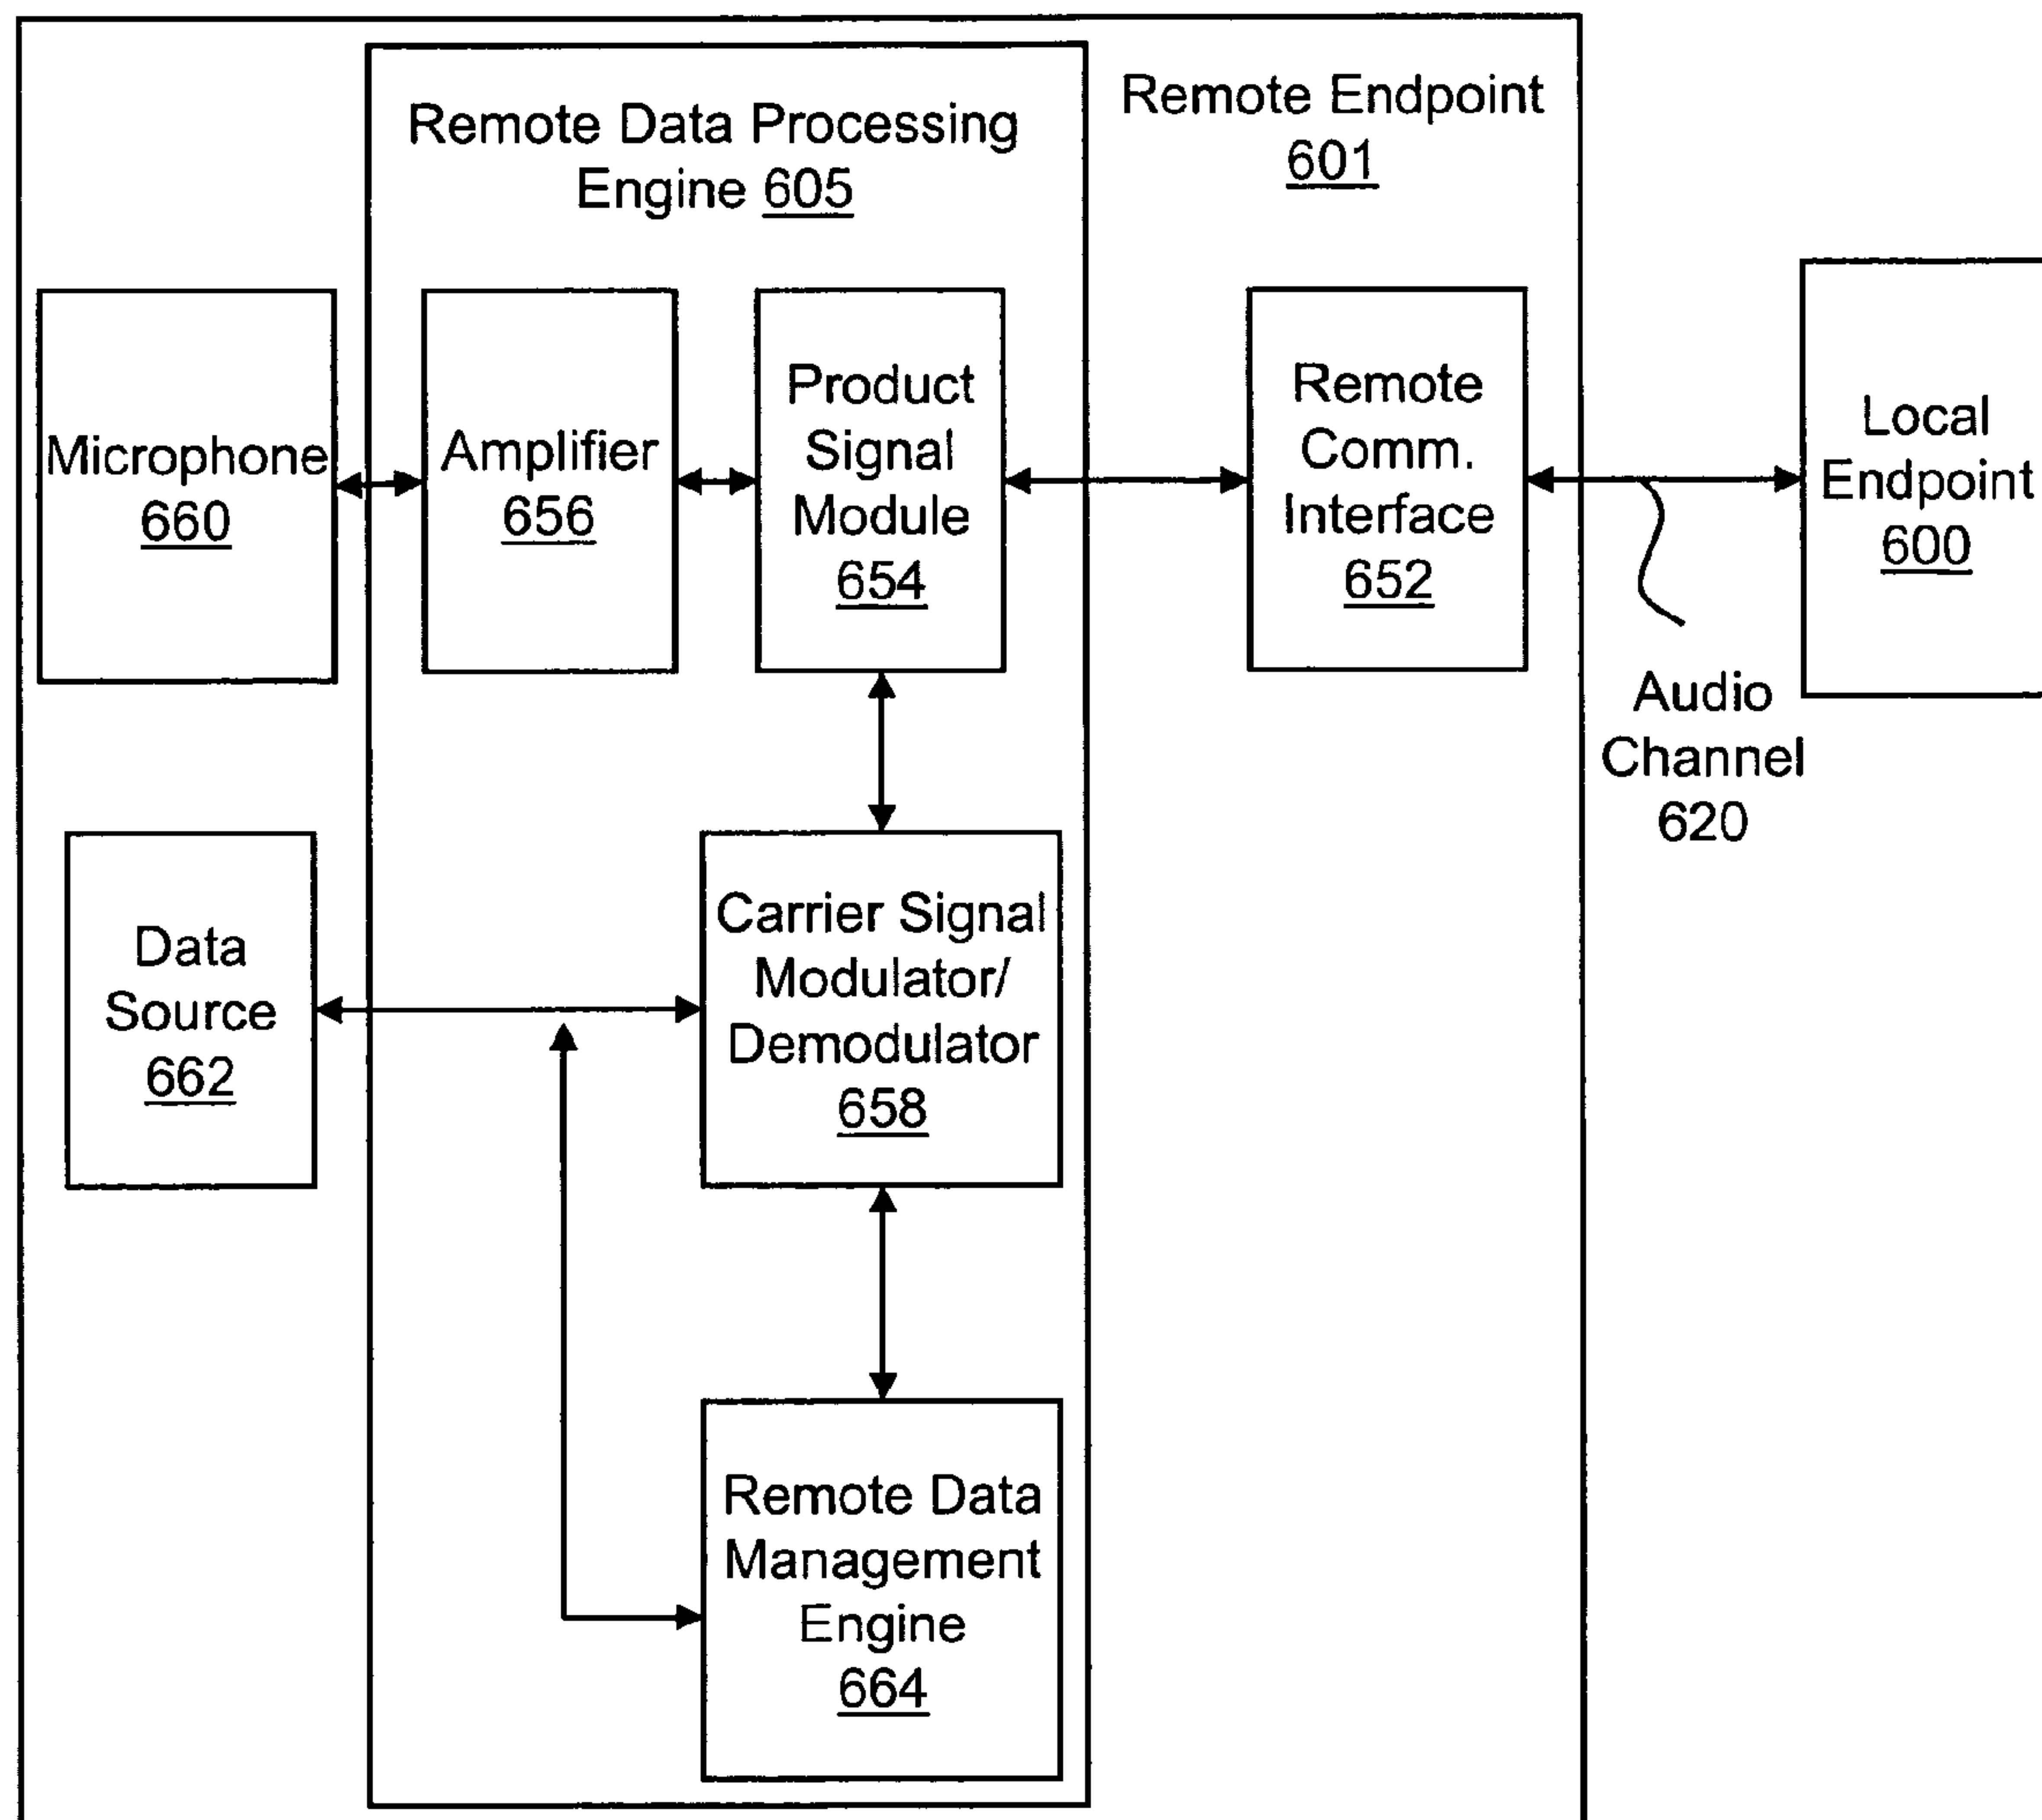 Remote Data Processing
Engine 605
Remote Endpoint
601
Microphone
660
Amplifier
656
Product
Signal
Module
654
Remote
Comm.
Interface
652
Local
Endpoint
600
Audio
Channel
620
Data
Source
662
Carrier Signal
Modulator/
Demodulator
658
Remote Data
Management
Engine
664